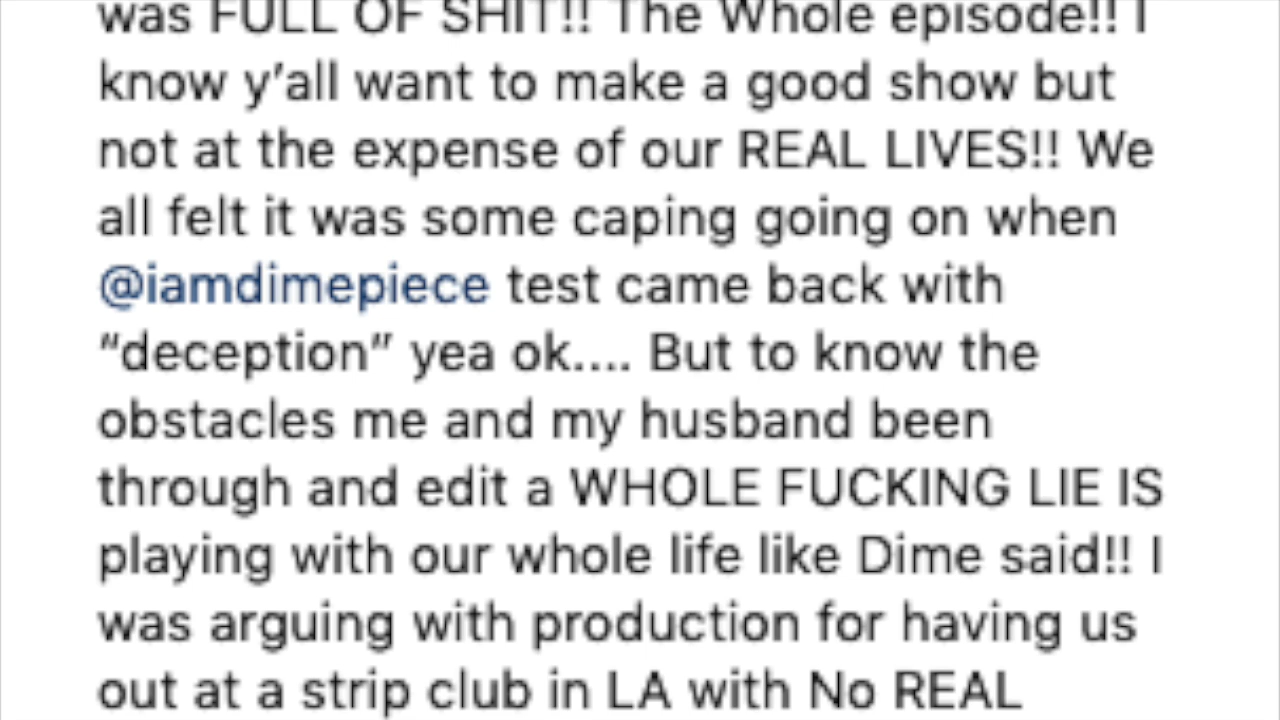 was FULL OF SHIT!! The Whole episode!! I
know y’all want to make a good show but
not at the expense of our REAL LIVES!! We
all felt it was some caping going on when
@iamdimepiece test came back with
“deception” yea ok.... But to know the
obstacles me and my husband been
through and edit a WHOLE FUCKING LIE IS
playing with our whole life like Dime said!! I
was arguing with production for having us
out at a strip club in LA with No REAL